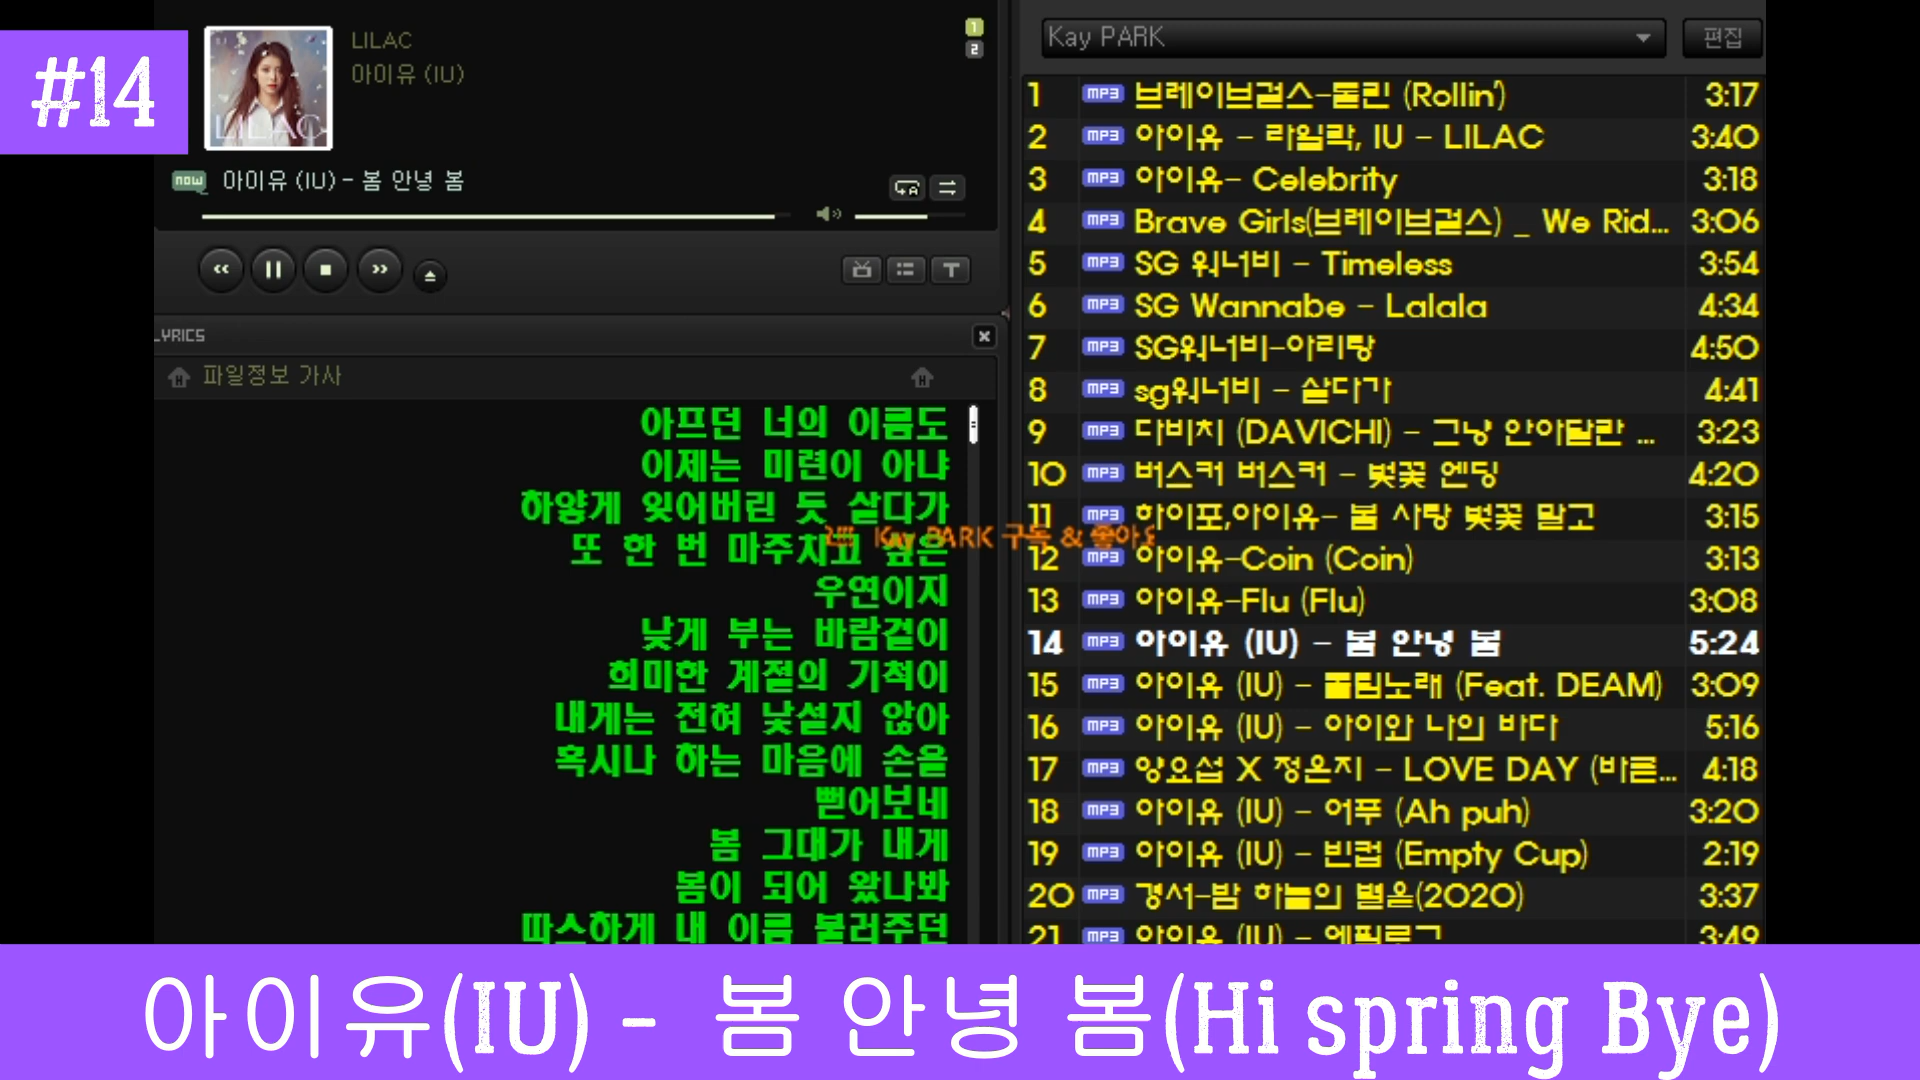 #14
LILAC
아이유 (IU)
LILAC
1
2
now 아이유 (IU) - 봄 안녕 봄
LYRICS
파일정보 가사
아프던 너의 이름도
이제는 미련이 아냐
하얗게 잊어버린 듯 살다가
또 한 번 마주치고 싶은
우연이지
낮게 부는 바람결이
희미한 계절의 기척이
내게는 전혀 낯설지 않아
혹시나 하는 마음에 손을
뻗어보네
봄 그대가 내게
봄이 되어 왔나봐
따스하게 내 이름 불러주던
Kay PARK 구독 & 좋아요
Kay PARK
편집
1 MP3 브레이브걸스-롤린 (Rollin') 3:17
2 MP3 아이유 - 라일락, IU - LILAC 3:40
3 MP3 아이유- Celebrity 3:18
4 MP3 Brave Girls(브레이브걸스) _ We Rid... 3:06
5 MP3 SG 워너비 - Timeless 3:54
6 MP3 SG Wannabe - Lalala 4:34
7 MP3 SG워너비-아리랑 4:50
8 MP3 sg워너비 - 살다가 4:41
9 MP3 다비치 (DAVICHI) - 그냥 안아달란 ... 3:23
10 MP3 버스커 버스커 - 벚꽃 엔딩 4:20
11 MP3 하이포,아이유- 봄 사랑 벚꽃 말고 3:15
12 MP3 아이유-Coin (Coin) 3:13
13 MP3 아이유-Flu (Flu) 3:08
14 MP3 아이유 (IU) - 봄 안녕 봄 5:24
15 MP3 아이유 (IU) - 돌림노래 (Feat. DEAM) 3:09
16 MP3 아이유 (IU) - 아이와 나의 바다 5:16
17 MP3 양요섭 X 정은지 - LOVE DAY (바른... 4:18
18 MP3 아이유 (IU) - 어푸 (Ah puh) 3:20
19 MP3 아이유 (IU) - 빈컵 (Empty Cup) 2:19
20 MP3 경서-밤 하늘의 별을(2020) 3:37
21 MP3 아이유 (IU) - 에필로그 3:49
아이유(IU) - 봄 안녕 봄(Hi spring Bye)